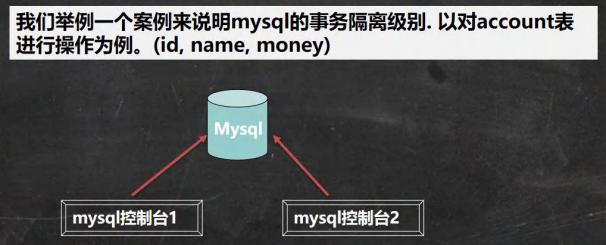 我们举例一个案例来说明mysql的事务隔离级别. 以对account表
进行操作为例。(id, name, money)
Mysql
mysql控制台1
mysql控制台2